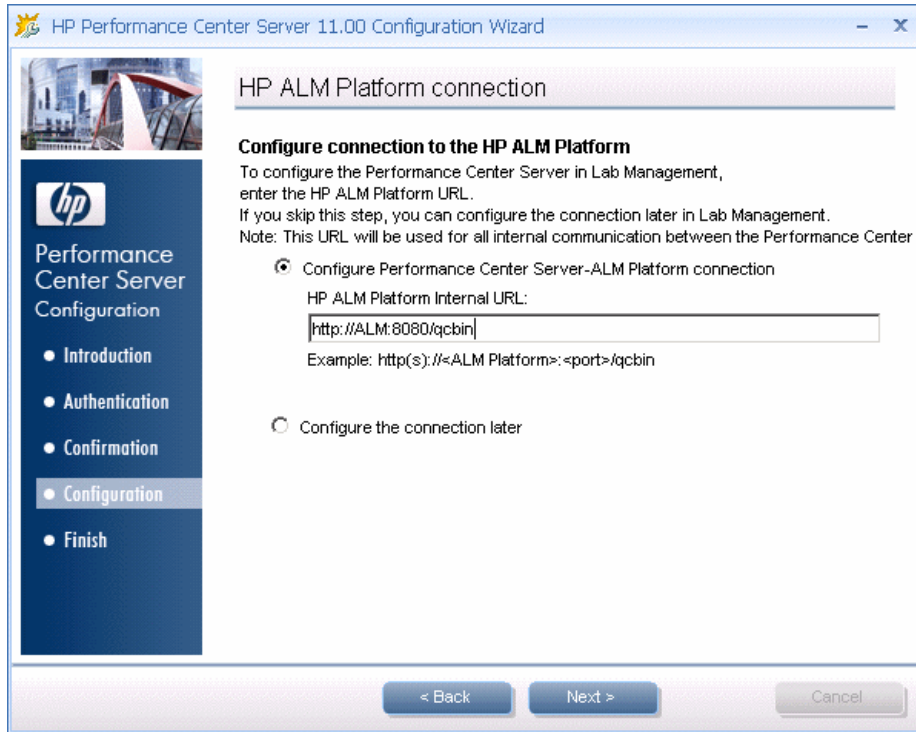 HP Performance Center Server 11.00 Configuration Wizard
HP ALM Platform connection
Configure connection to the HP ALM Platform
To configure the Performance Center Server in Lab Management,
enter the HP ALM Platform URL.
If you skip this step, you can configure the connection later in Lab Management.
Note: This URL will be used for all internal communication between the Performance Center
Configure Performance Center Server-ALM Platform connection
HP ALM Platform Internal URL:
http://ALM:8080/qcbin
Example: http(s)://<ALM Platform>:<port>/qcbin
Configure the connection later
hp
Performance
Center Server
Configuration
Introduction
Authentication
Confirmation
Configuration
Finish
< Back
Next >
Cancel